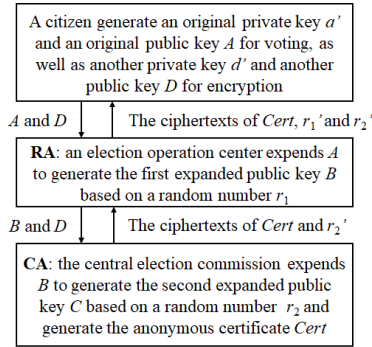 A citizen generate an original private key a’
and an original public key A for voting, as
well as another private key d’ and another
public key D for encryption
A and D
The ciphertexts of Cert, r₁’ and r₂’
RA: an election operation center expends A
to generate the first expanded public key B
based on a random number r₁
B and D
The ciphertexts of Cert and r₂’
CA: the central election commission expends
B to generate the second expanded public
key C based on a random number r₂ and
generate the anonymous certificate Cert